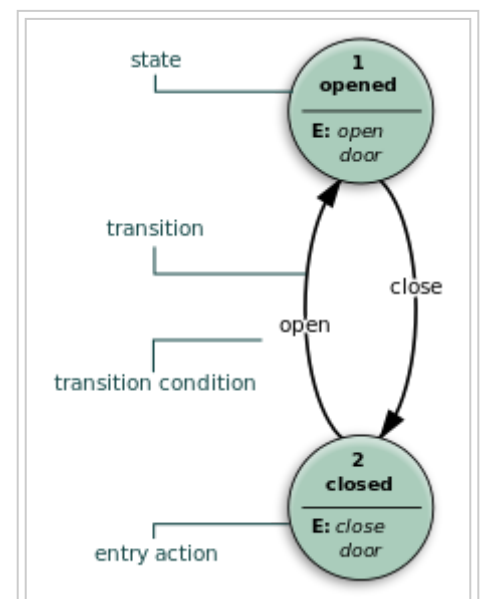 state
1
opened
E: open
door
transition
close
open
transition condition
2
closed
E: close
door
entry action